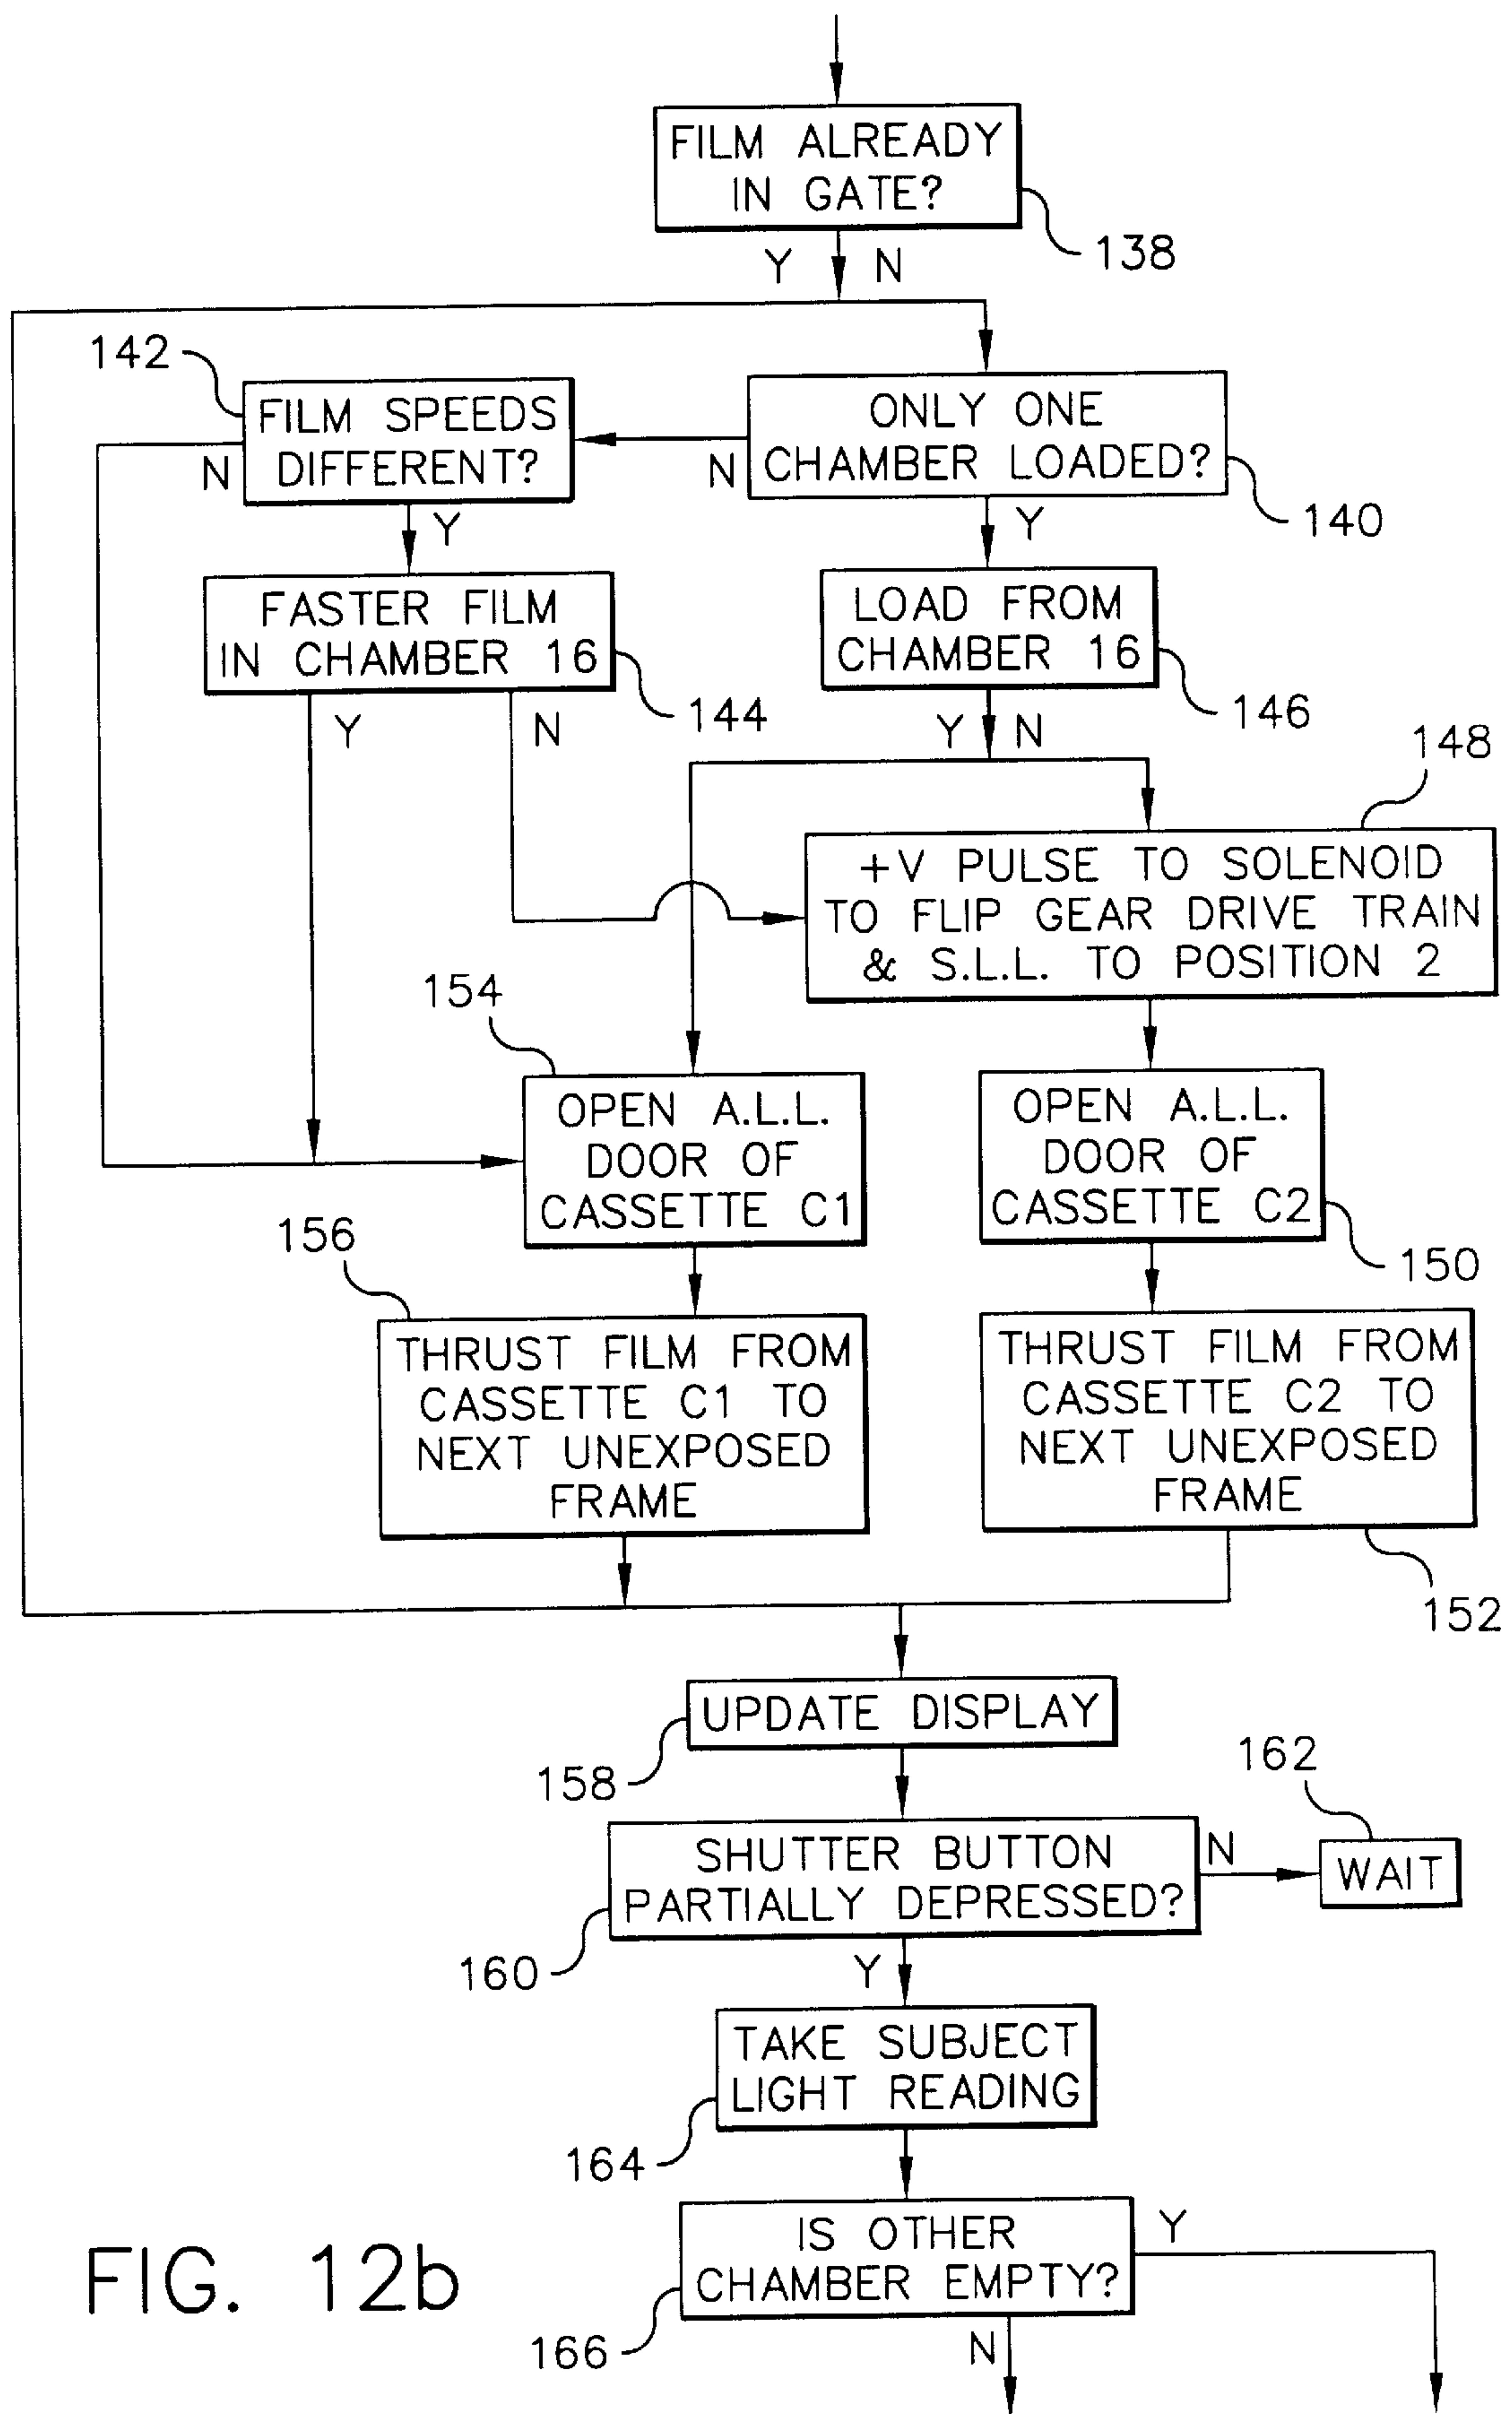 FILM ALREADY
IN GATE?
138
Y N
142
FILM SPEEDS
DIFFERENT?
N
ONLY ONE
CHAMBER LOADED?
N
140
Y
Y
FASTER FILM
IN CHAMBER 16
144
LOAD FROM
CHAMBER 16
146
Y N
Y N
148
+V PULSE TO SOLENOID
TO FLIP GEAR DRIVE TRAIN
& S.L.L. TO POSITION 2
154
OPEN A.L.L.
DOOR OF
CASSETTE C1
OPEN A.L.L.
DOOR OF
CASSETTE C2
150
156
THRUST FILM FROM
CASSETTE C1 TO
NEXT UNEXPOSED
FRAME
THRUST FILM FROM
CASSETTE C2 TO
NEXT UNEXPOSED
FRAME
152
UPDATE DISPLAY
158
SHUTTER BUTTON
PARTIALLY DEPRESSED?
N
162
WAIT
160
Y
TAKE SUBJECT
LIGHT READING
164
IS OTHER
CHAMBER EMPTY?
Y
166
N
FIG. 12b